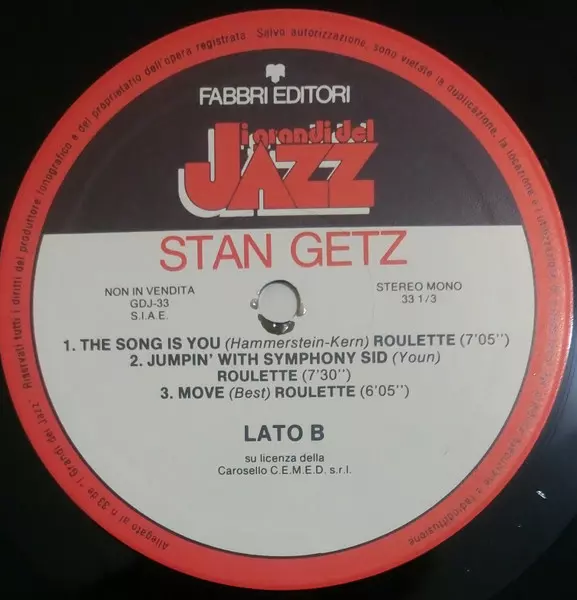 Riservati tutti i diritti del produttore fonografico e del proprietario dell'opera registrata. Salvo autorizzazione, sono vietate la duplicazione, la locazione e
e radiodiffusione
FABBRI EDITORI
i grandi del
JAZZ
STAN GETZ
NON IN VENDITA
GDJ-33
S.I.A.E.
STEREO MONO
33 1/3
1. THE SONG IS YOU (Hammerstein-Kern) ROULETTE (7'05'')
2. JUMPIN' WITH SYMPHONY SID (Youn)
ROULETTE (7'30'')
3. MOVE (Best) ROULETTE (6'05'')
LATO B
su licenza della
Carosello C.E.M.E.D. s.r.l.
Allegato al n. 33 de "I Grandi del Jazz"